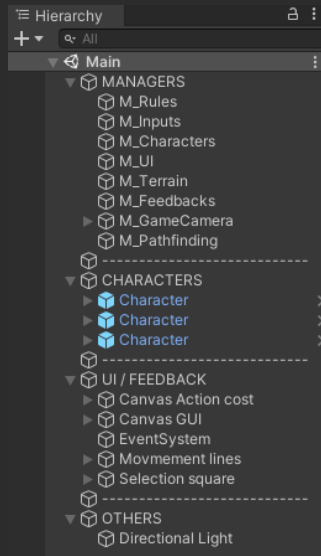 Hierarchy
All
Main
MANAGERS
M_Rules
M_Inputs
M_Characters
M_UI
M_Terrain
M_Feedbacks
M_GameCamera
M_Pathfinding
-----------------------------
CHARACTERS
Character
Character
Character
-----------------------------
UI / FEEDBACK
Canvas Action cost
Canvas GUI
EventSystem
Movmement lines
Selection square
-----------------------------
OTHERS
Directional Light